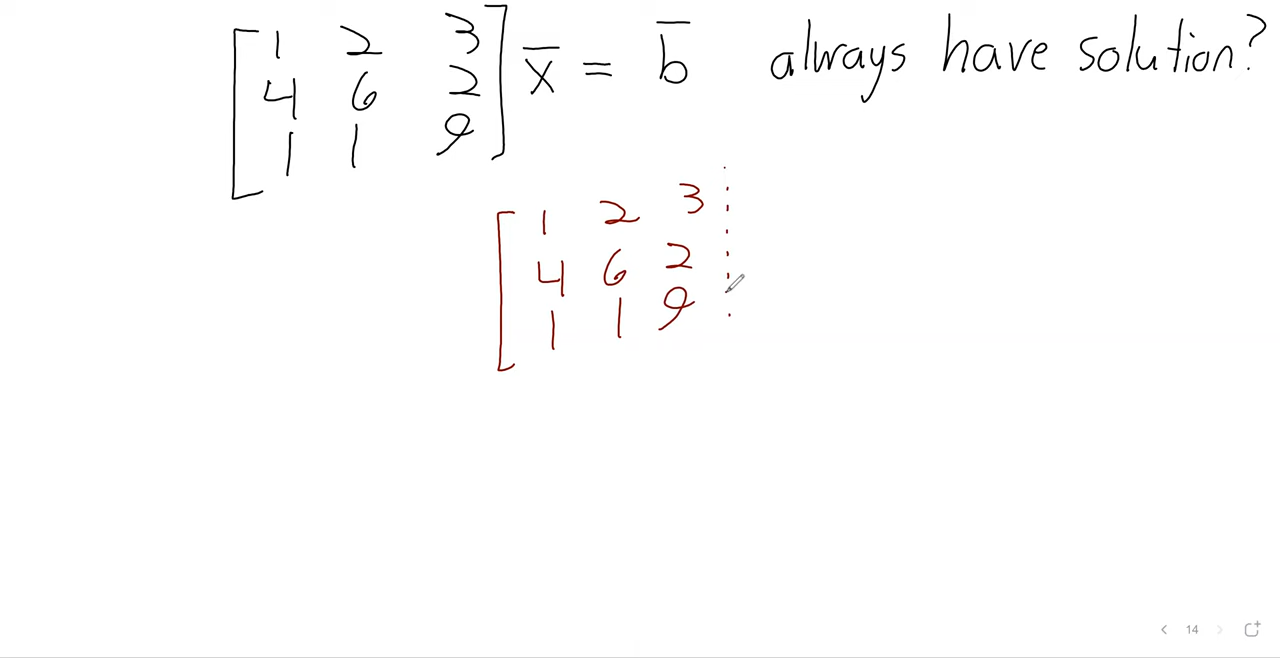 [1 2 3
4 6 2
1 1 9] x̄ = b̄ always have solution?
[1 2 3
4 6 2
1 1 9
14